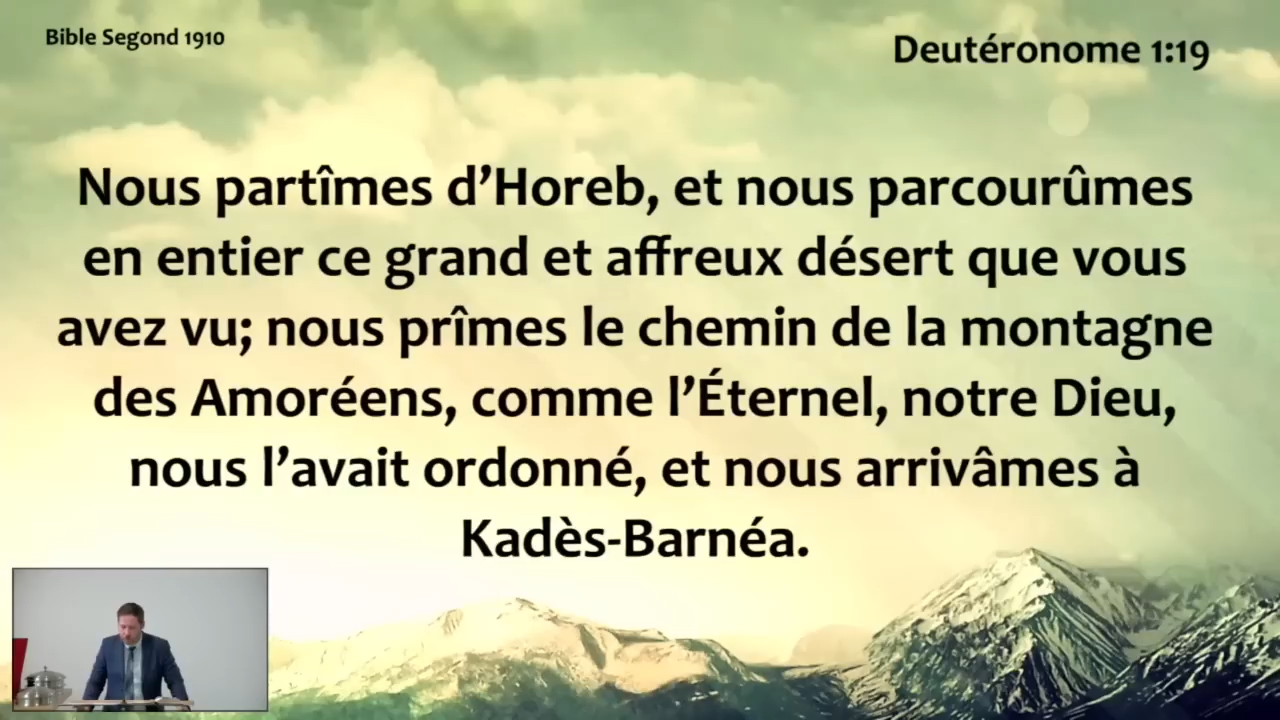 Bible Segond 1910
Deutéronome 1:19
Nous partîmes d’Horeb, et nous parcourûmes
en entier ce grand et affreux désert que vous
avez vu; nous prîmes le chemin de la montagne
des Amoréens, comme l’Éternel, notre Dieu,
nous l’avait ordonné, et nous arrivâmes à
Kadès-Barnéa.